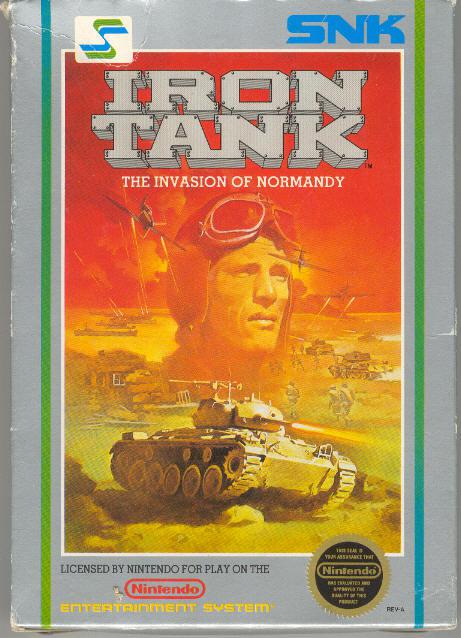 SNK
IRON
TANK
TM
THE INVASION OF NORMANDY
LICENSED BY NINTENDO FOR PLAY ON THE
Nintendo
ENTERTAINMENT SYSTEM
THIS SEAL IS
YOUR ASSURANCE THAT
Nintendo
HAS EVALUATED AND
APPROVED THE
QUALITY OF THIS
PRODUCT
REV-A